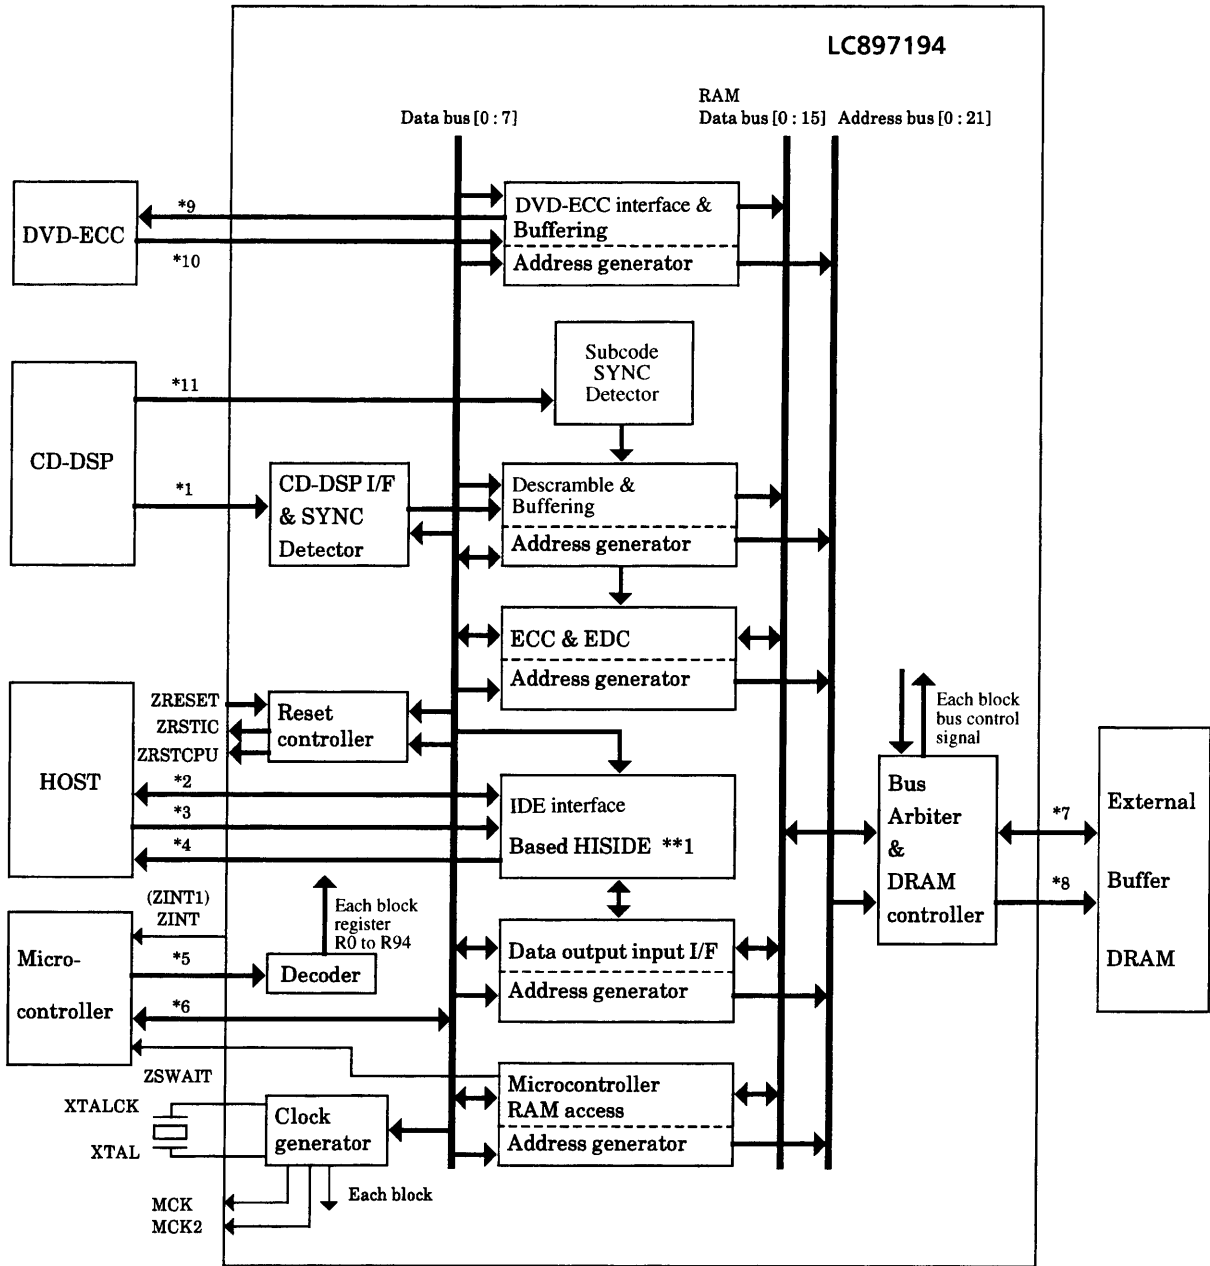 LC897194
RAM
Data bus [0 : 7]
Data bus [0 : 15]
Address bus [0 : 21]
DVD-ECC
*9
*10
DVD-ECC interface &
Buffering
Address generator
Subcode
SYNC
Detector
CD-DSP
*11
*1
CD-DSP I/F
& SYNC
Detector
Descramble &
Buffering
Address generator
ECC & EDC
Address generator
HOST
ZRESET
ZRSTIC
ZRSTCPU
Reset
controller
*2
*3
*4
IDE interface
Based HISIDE **1
Each block
bus control
signal
Bus
Arbiter
&
DRAM
controller
*7
*8
External
Buffer
DRAM
(ZINT1)
ZINT
Each block
register
R0 to R94
Micro-
controller
*5
Decoder
*6
Data output input I/F
Address generator
ZSWAIT
Microcontroller
RAM access
Address generator
XTALCK
XTAL
Clock
generator
MCK
MCK2
Each block